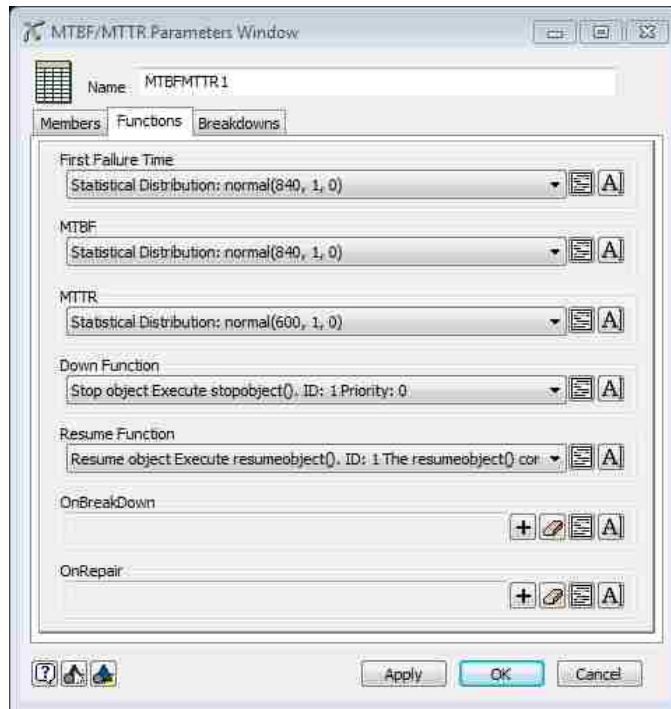 MTBF/MTTR Parameters Window
Name MTBFMTTR1
Members Functions Breakdowns
First Failure Time
Statistical Distribution: normal(840, 1, 0)
MTBF
Statistical Distribution: normal(840, 1, 0)
MTTR
Statistical Distribution: normal(600, 1, 0)
Down Function
Stop object Execute stopobject(). ID: 1 Priority: 0
Resume Function
Resume object Execute resumeobject(). ID: 1 The resumeobject() cor
OnBreakDown
OnRepair
Apply OK Cancel